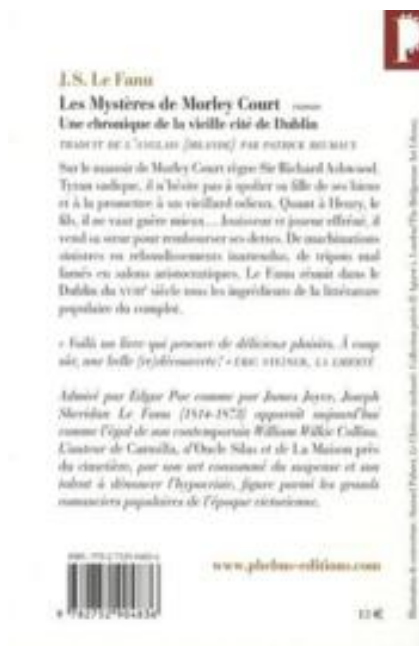 J.S. Le Fanu
Les Mystères de Morley Court roman
Une chronique de la vieille cité de Dublin
TRADUIT DE L'ANGLAIS [IRLANDE] PAR PATRICK REUMAUX
Sur le manoir de Morley Court règne Sir Richard Ashwood.
Tyran sadique, il n'hésite pas à spolier sa fille de ses biens
et à la promettre à un vieillard odieux. Quant à Henry, le
fils, il ne vaut guère mieux... Jouisseur et joueur effréné, il
vend sa sœur pour rembourser ses dettes. De machinations
sinistres en rebondissements inattendus, de tripots mal
famés en salons aristocratiques, Le Fanu réunit dans le
Dublin du XVIIIe siècle tous les ingrédients de la littérature
populaire du complot.
« Voilà un livre qui procure de délicieux plaisirs. À coup
sûr, une belle (re)découverte! » ERIC STEINER, LA LIBERTÉ
Admiré par Edgar Poe comme par James Joyce, Joseph
Sheridan Le Fanu (1814-1873) apparaît aujourd'hui
comme l'égal de son contemporain William Wilkie Collins.
L'auteur de Carmilla, d'Oncle Silas et de La Maison près
du cimetière, par son art consommé du suspense et son
talent à dénoncer l'hypocrisie, figure parmi les grands
romanciers populaires de l'époque victorienne.
www.phebus-editions.com
9 782752 904836